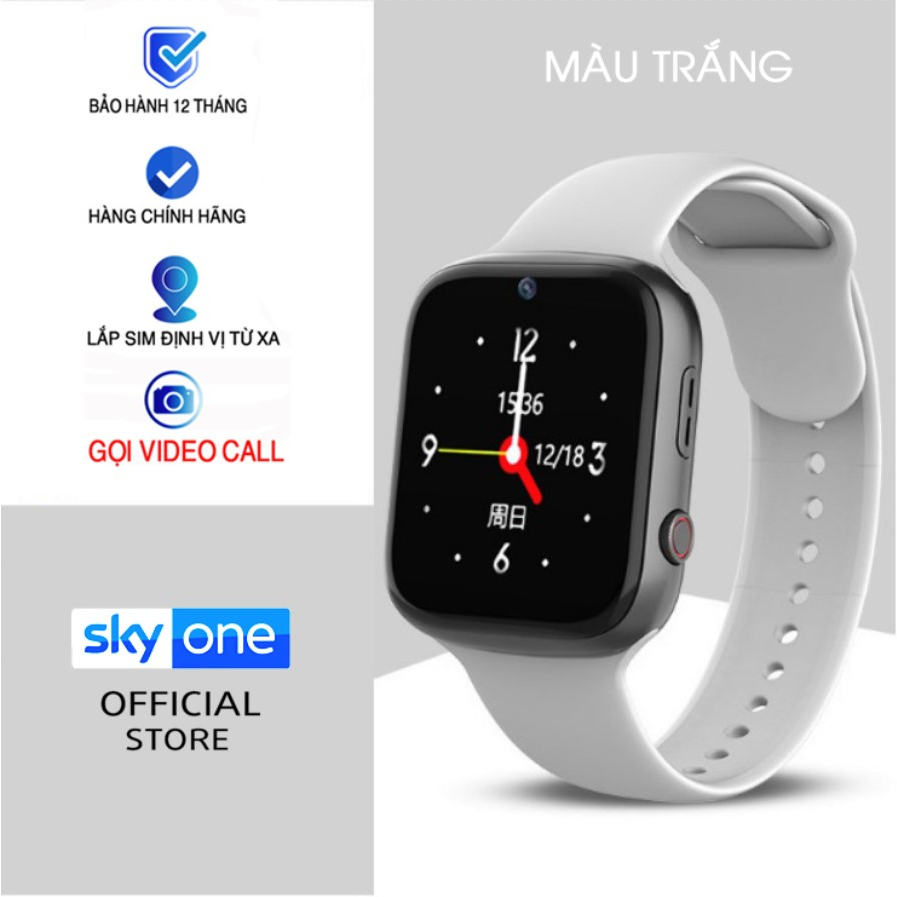 BẢO HÀNH 12 THÁNG
HÀNG CHÍNH HÃNG
LẮP SIM ĐỊNH VỊ TỪ XA
GỌI VIDEO CALL
sky one
OFFICIAL
STORE
MÀU TRẮNG
12
15:36
9
12/18 3
周日
6